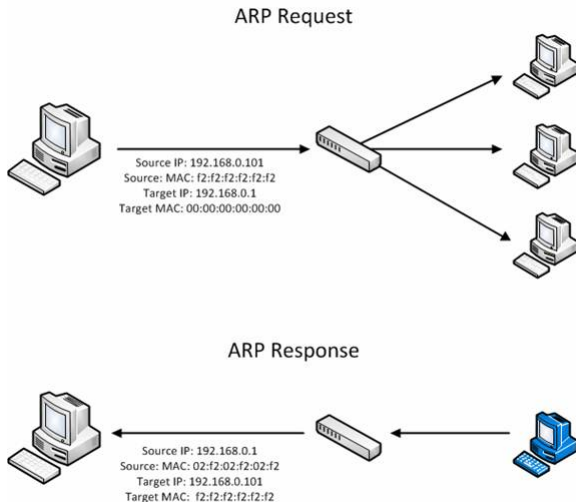 ARP Request
Source IP: 192.168.0.101
Source: MAC: f2:f2:f2:f2:f2:f2
Target IP: 192.168.0.1
Target MAC: 00:00:00:00:00:00
ARP Response
Source IP: 192.168.0.1
Source: MAC: 02:f2:02:f2:02:f2
Target IP: 192.168.0.101
Target MAC: f2:f2:f2:f2:f2:f2